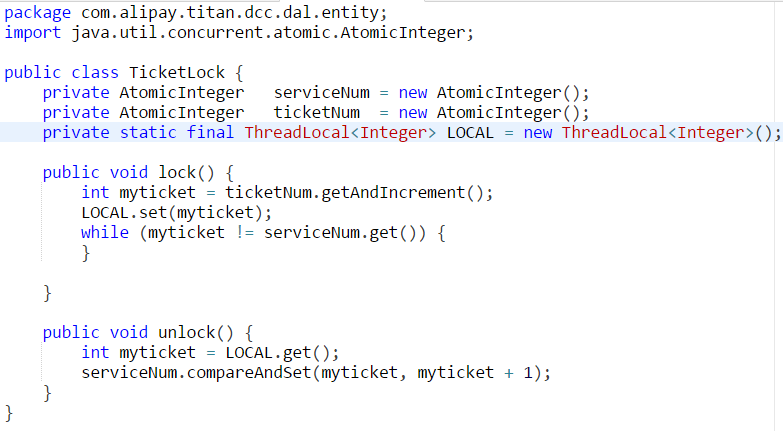 package com.alipay.titan.dcc.dal.entity;
import java.util.concurrent.atomic.AtomicInteger;
public class TicketLock {
private AtomicInteger serviceNum = new AtomicInteger();
private AtomicInteger ticketNum = new AtomicInteger();
private static final ThreadLocal<Integer> LOCAL = new ThreadLocal<Integer>();
public void lock() {
int myticket = ticketNum.getAndIncrement();
LOCAL.set(myticket);
while (myticket != serviceNum.get()) {
}
}
public void unlock() {
int myticket = LOCAL.get();
serviceNum.compareAndSet(myticket, myticket + 1);
}
}